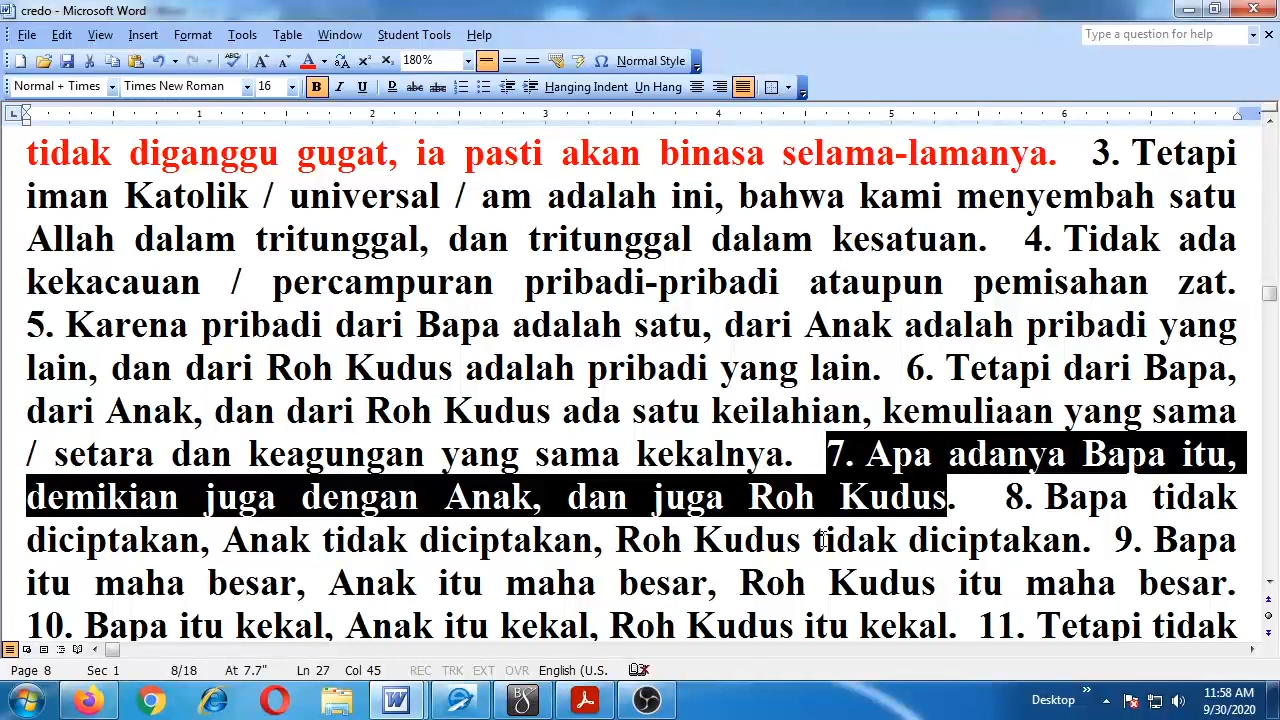 credo - Microsoft Word
File Edit View Insert Format Tools Table Window Student Tools Help
Type a question for help
180% Normal Style
Normal + Times Times New Roman 16 B I U D abc abc Hanging Indent Un Hang
1 2 3 4 5 6
tidak diganggu gugat, ia pasti akan binasa selama-lamanya. 3. Tetapi
iman Katolik / universal / am adalah ini, bahwa kami menyembah satu
Allah dalam tritunggal, dan tritunggal dalam kesatuan. 4. Tidak ada
kekacauan / percampuran pribadi-pribadi ataupun pemisahan zat.
5. Karena pribadi dari Bapa adalah satu, dari Anak adalah pribadi yang
lain, dan dari Roh Kudus adalah pribadi yang lain. 6. Tetapi dari Bapa,
dari Anak, dan dari Roh Kudus ada satu keilahian, kemuliaan yang sama
/ setara dan keagungan yang sama kekalnya. 7. Apa adanya Bapa itu,
demikian juga dengan Anak, dan juga Roh Kudus. 8. Bapa tidak
diciptakan, Anak tidak diciptakan, Roh Kudus tidak diciptakan. 9. Bapa
itu maha besar, Anak itu maha besar, Roh Kudus itu maha besar.
10. Bapa itu kekal, Anak itu kekal, Roh Kudus itu kekal. 11. Tetapi tidak
Page 8 Sec 1 8/18 At 7.7" Ln 27 Col 45 REC TRK EXT OVR English (U.S.
Desktop » 11:58 AM
9/30/2020